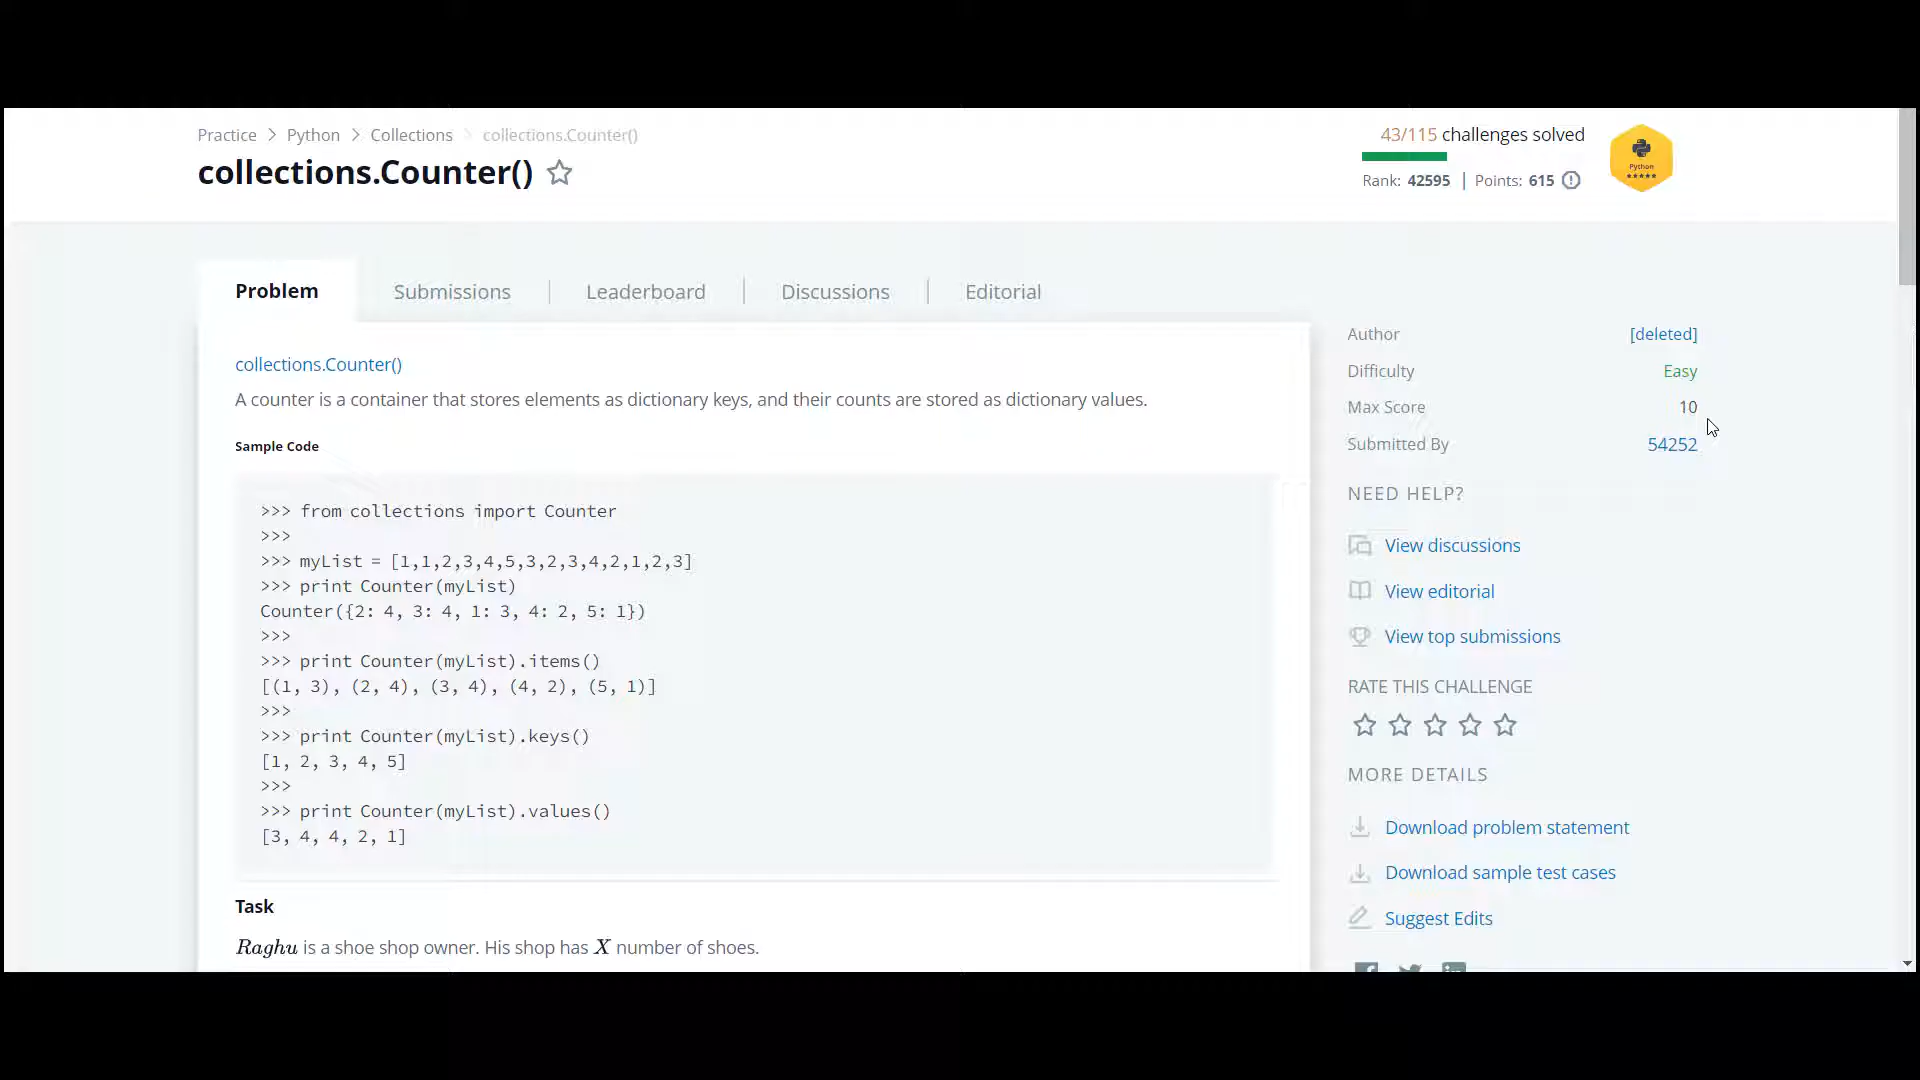 Practice > Python > Collections > collections.Counter()
collections.Counter()
43/115 challenges solved
Rank: 42595 | Points: 615
Python
Problem
Submissions
Leaderboard
Discussions
Editorial
collections.Counter()
A counter is a container that stores elements as dictionary keys, and their counts are stored as dictionary values.
Sample Code
>>> from collections import Counter
>>>
>>> myList = [1,1,2,3,4,5,3,2,3,4,2,1,2,3]
>>> print Counter(myList)
Counter({2: 4, 3: 4, 1: 3, 4: 2, 5: 1})
>>>
>>> print Counter(myList).items()
[(1, 3), (2, 4), (3, 4), (4, 2), (5, 1)]
>>>
>>> print Counter(myList).keys()
[1, 2, 3, 4, 5]
>>>
>>> print Counter(myList).values()
[3, 4, 4, 2, 1]
Task
Raghu is a shoe shop owner. His shop has X number of shoes.
Author [deleted]
Difficulty Easy
Max Score 10
Submitted By 54252
NEED HELP?
View discussions
View editorial
View top submissions
RATE THIS CHALLENGE
MORE DETAILS
Download problem statement
Download sample test cases
Suggest Edits